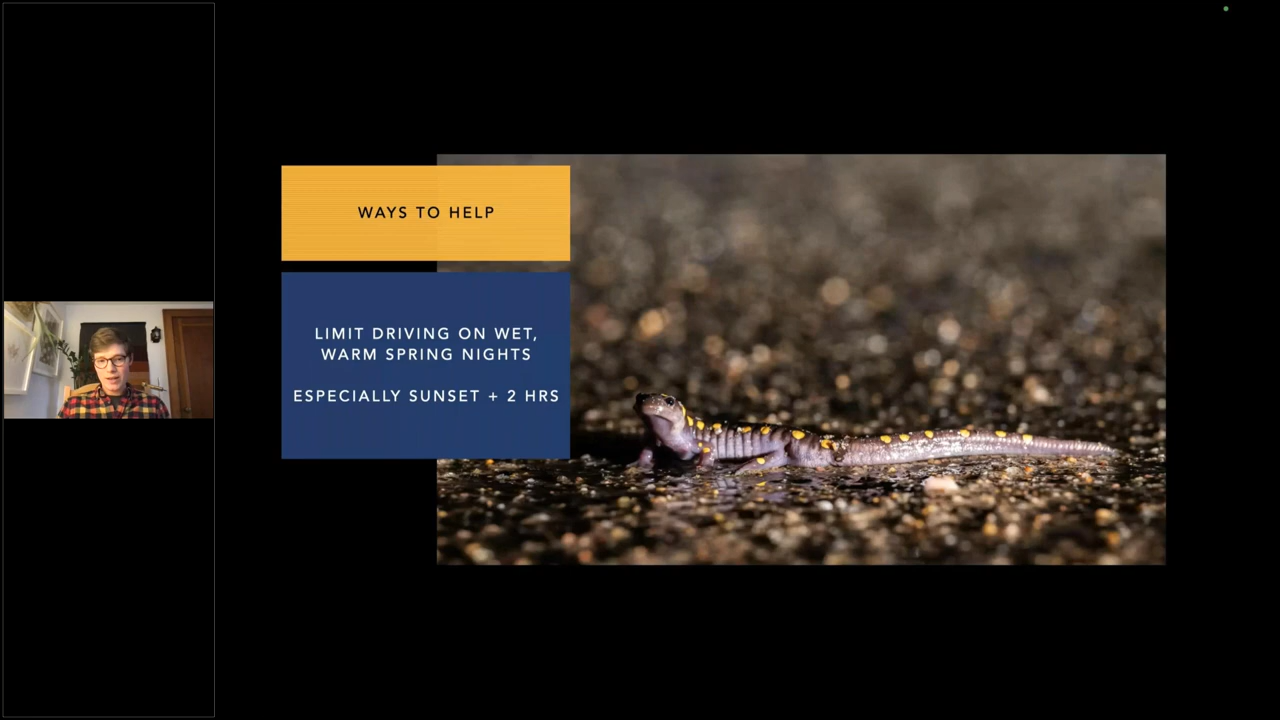 WAYS TO HELP
LIMIT DRIVING ON WET,
WARM SPRING NIGHTS
ESPECIALLY SUNSET + 2 HRS